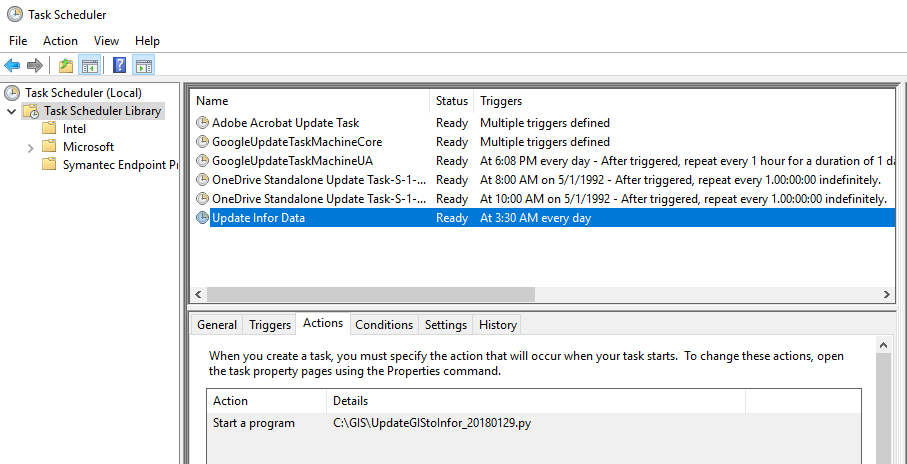 Task Scheduler
File Action View Help
Task Scheduler (Local)
Task Scheduler Library
Intel
Microsoft
Symantec Endpoint Pr
Name Status Triggers
Adobe Acrobat Update Task Ready Multiple triggers defined
GoogleUpdateTaskMachineCore Ready Multiple triggers defined
GoogleUpdateTaskMachineUA Ready At 6:08 PM every day - After triggered, repeat every 1 hour for a duration of 1 da
OneDrive Standalone Update Task-S-1-... Ready At 8:00 AM on 5/1/1992 - After triggered, repeat every 1.00:00:00 indefinitely.
OneDrive Standalone Update Task-S-1-... Ready At 10:00 AM on 5/1/1992 - After triggered, repeat every 1.00:00:00 indefinitely.
Update Infor Data Ready At 3:30 AM every day
General Triggers Actions Conditions Settings History
When you create a task, you must specify the action that will occur when your task starts. To change these actions, open
the task property pages using the Properties command.
Action Details
Start a program C:\GIS\UpdateGIStoInfor_20180129.py